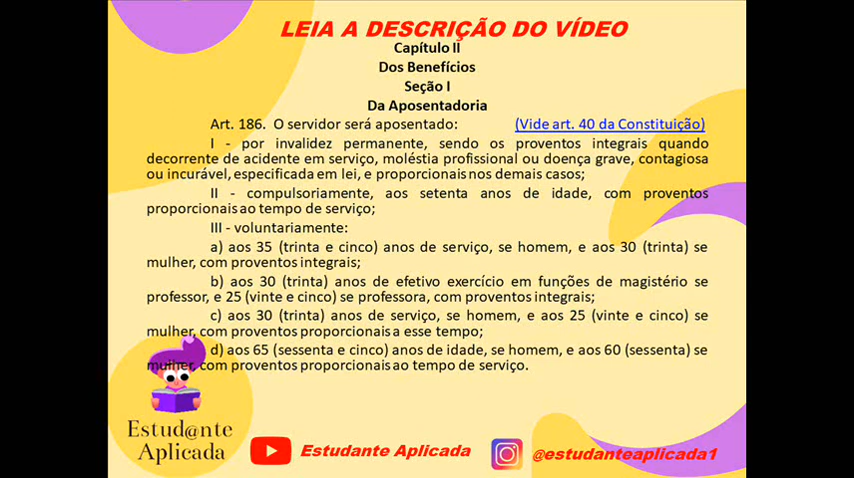 LEIA A DESCRIÇÃO DO VÍDEO
Capítulo II
Dos Benefícios
Seção I
Da Aposentadoria
Art. 186. O servidor será aposentado: (Vide art. 40 da Constituição)
I - por invalidez permanente, sendo os proventos integrais quando
decorrente de acidente em serviço, moléstia profissional ou doença grave, contagiosa
ou incurável, especificada em lei, e proporcionais nos demais casos;
II - compulsoriamente, aos setenta anos de idade, com proventos
proporcionais ao tempo de serviço;
III - voluntariamente:
a) aos 35 (trinta e cinco) anos de serviço, se homem, e aos 30 (trinta) se
mulher, com proventos integrais;
b) aos 30 (trinta) anos de efetivo exercício em funções de magistério se
professor, e 25 (vinte e cinco) se professora, com proventos integrais;
c) aos 30 (trinta) anos de serviço, se homem, e aos 25 (vinte e cinco) se
mulher, com proventos proporcionais a esse tempo;
d) aos 65 (sessenta e cinco) anos de idade, se homem, e aos 60 (sessenta) se
mulher, com proventos proporcionais ao tempo de serviço.
Estud@nte
Aplicada
Estudante Aplicada
@estudanteaplicada1